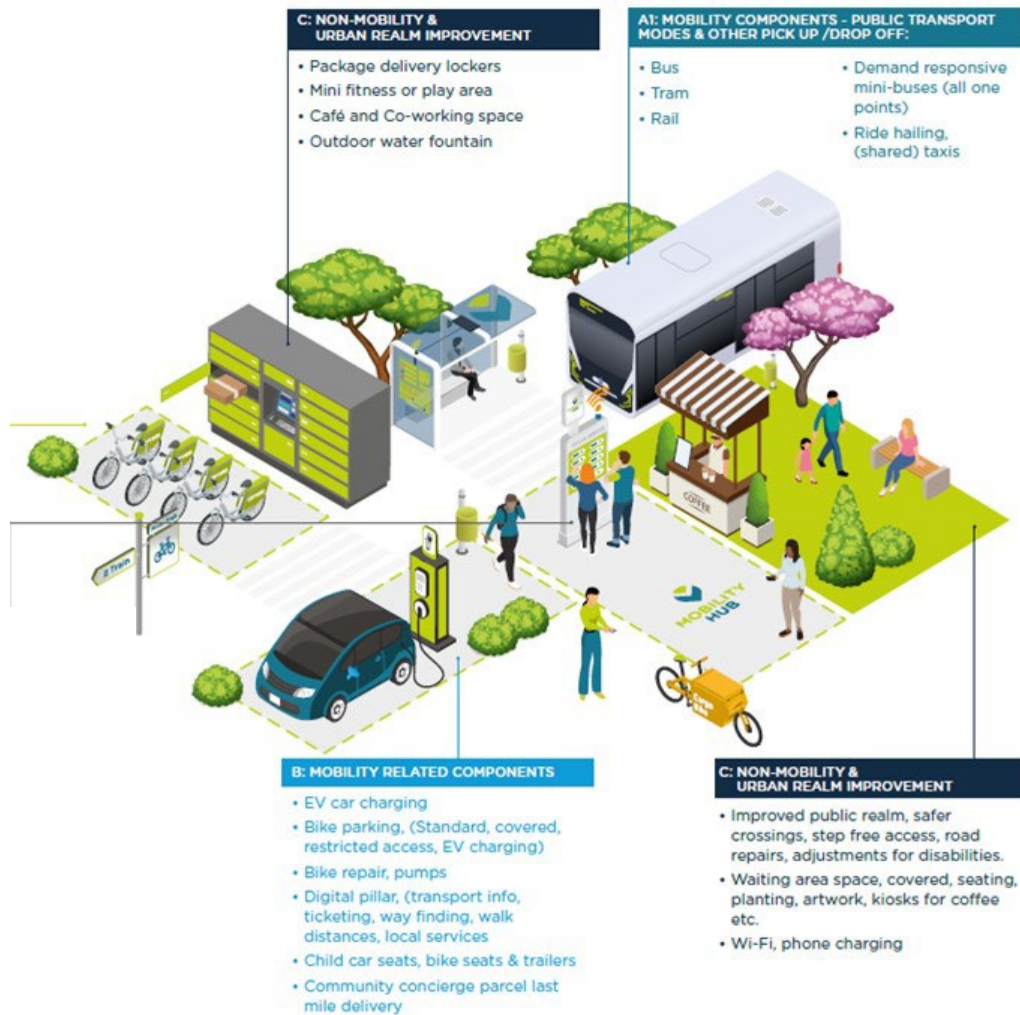 C: NON-MOBILITY &
URBAN REALM IMPROVEMENT
• Package delivery lockers
• Mini fitness or play area
• Café and Co-working space
• Outdoor water fountain
A1: MOBILITY COMPONENTS - PUBLIC TRANSPORT
MODES & OTHER PICK UP /DROP OFF:
• Bus
• Tram
• Rail
• Demand responsive
mini-buses (all one
points)
• Ride hailing,
(shared) taxis
COFFEE
Train
MOBILITY
HUB
Cargo
Bike
B: MOBILITY RELATED COMPONENTS
• EV car charging
• Bike parking, (Standard, covered,
restricted access, EV charging)
• Bike repair, pumps
• Digital pillar, (transport info,
ticketing, way finding, walk
distances, local services
• Child car seats, bike seats & trailers
• Community concierge parcel last
mile delivery
C: NON-MOBILITY &
URBAN REALM IMPROVEMENT
• Improved public realm, safer
crossings, step free access, road
repairs, adjustments for disabilities.
• Waiting area space, covered, seating,
planting, artwork, kiosks for coffee
etc.
• Wi-Fi, phone charging